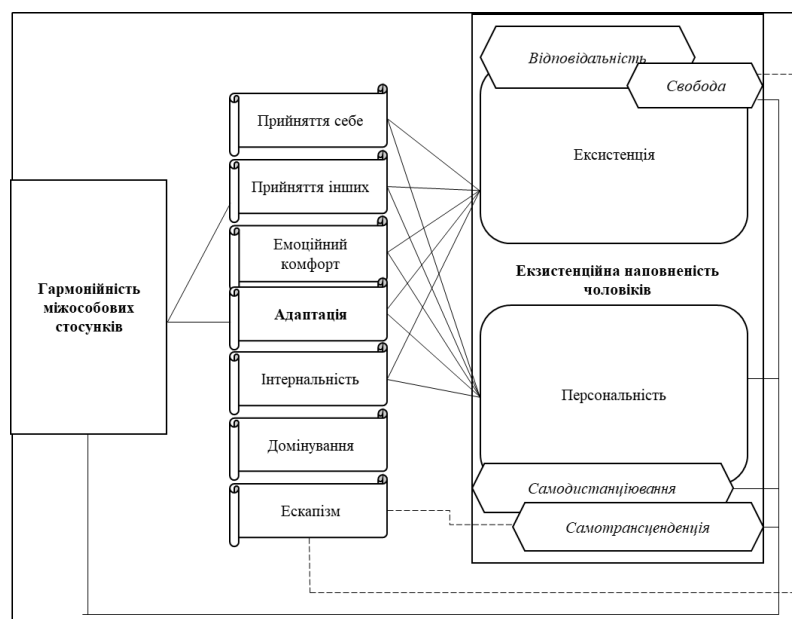 Відповідальність
Свобода
Прийняття себе
Ексистенція
Прийняття інших
Емоційний
комфорт
Екзистенційна наповненість
чоловіків
Гармонійність
міжособових
стосунків
Адаптація
Інтернальність
Персональність
Домінування
Самодистанціювання
Ескапізм
Самотрансценденція